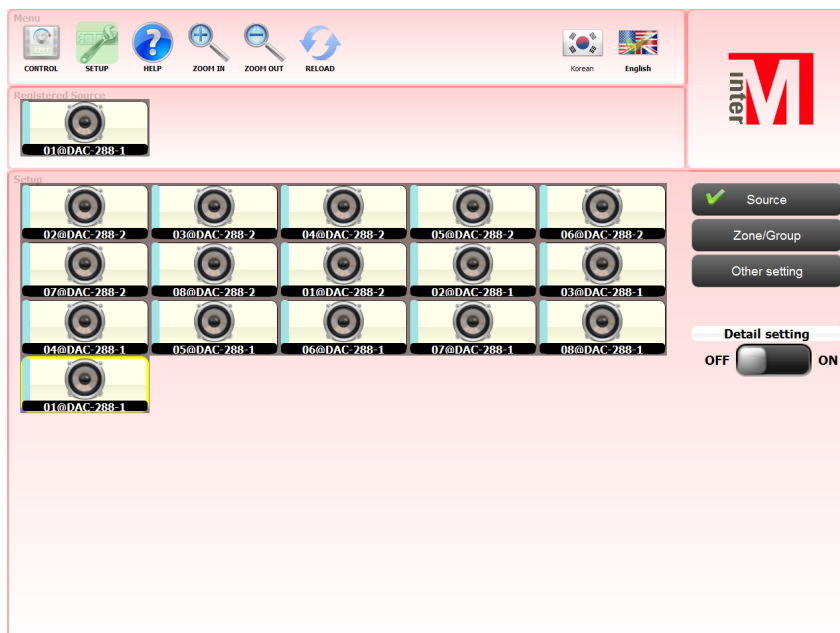 Menu
CONTROL SETUP HELP ZOOM IN ZOOM OUT RELOAD Korean English
inter M
Registered Source
01@DAC-288-1
Setup
02@DAC-288-2 03@DAC-288-2 04@DAC-288-2 05@DAC-288-2 06@DAC-288-2
07@DAC-288-2 08@DAC-288-2 01@DAC-288-2 02@DAC-288-1 03@DAC-288-1
04@DAC-288-1 05@DAC-288-1 06@DAC-288-1 07@DAC-288-1 08@DAC-288-1
01@DAC-288-1
Source
Zone/Group
Other setting
Detail setting
OFF ON